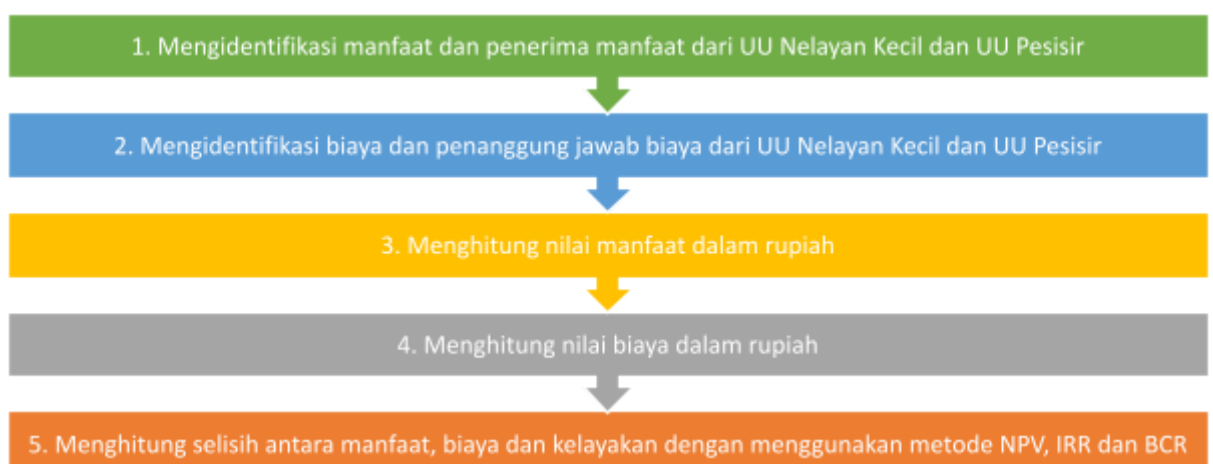 1. Mengidentifikasi manfaat dan penerima manfaat dari UU Nelayan Kecil dan UU Pesisir
2. Mengidentifikasi biaya dan penanggung jawab biaya dari UU Nelayan Kecil dan UU Pesisir
3. Menghitung nilai manfaat dalam rupiah
4. Menghitung nilai biaya dalam rupiah
5. Menghitung selisih antara manfaat, biaya dan kelayakan dengan menggunakan metode NPV, IRR dan BCR